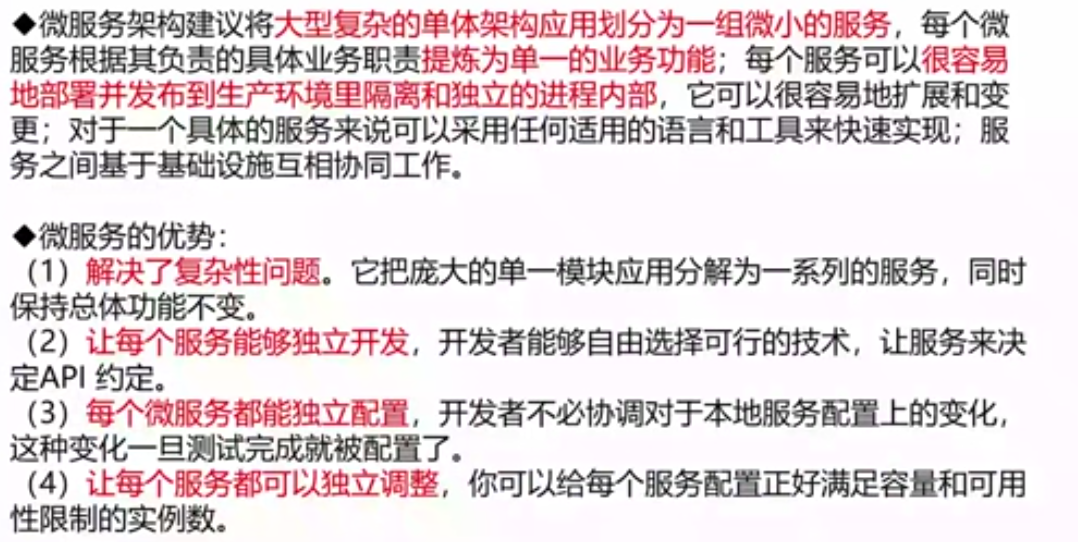 ◆微服务架构建议将大型复杂的单体架构应用划分为一组微小的服务，每个微
服务根据其负责的具体业务职责提炼为单一的业务功能；每个服务可以很容易
地部署并发布到生产环境里隔离和独立的进程内部，它可以很容易地扩展和变
更；对于一个具体的服务来说可以采用任何适用的语言和工具来快速实现；服
务之间基于基础设施互相协同工作。
◆微服务的优势：
（1）解决了复杂性问题。它把庞大的单一模块应用分解为一系列的服务，同时
保持总体功能不变。
（2）让每个服务能够独立开发，开发者能够自由选择可行的技术，让服务来决
定API 约定。
（3）每个微服务都能独立配置，开发者不必协调对于本地服务配置上的变化，
这种变化一旦测试完成就被配置了。
（4）让每个服务都可以独立调整，你可以给每个服务配置正好满足容量和可用
性限制的实例数。